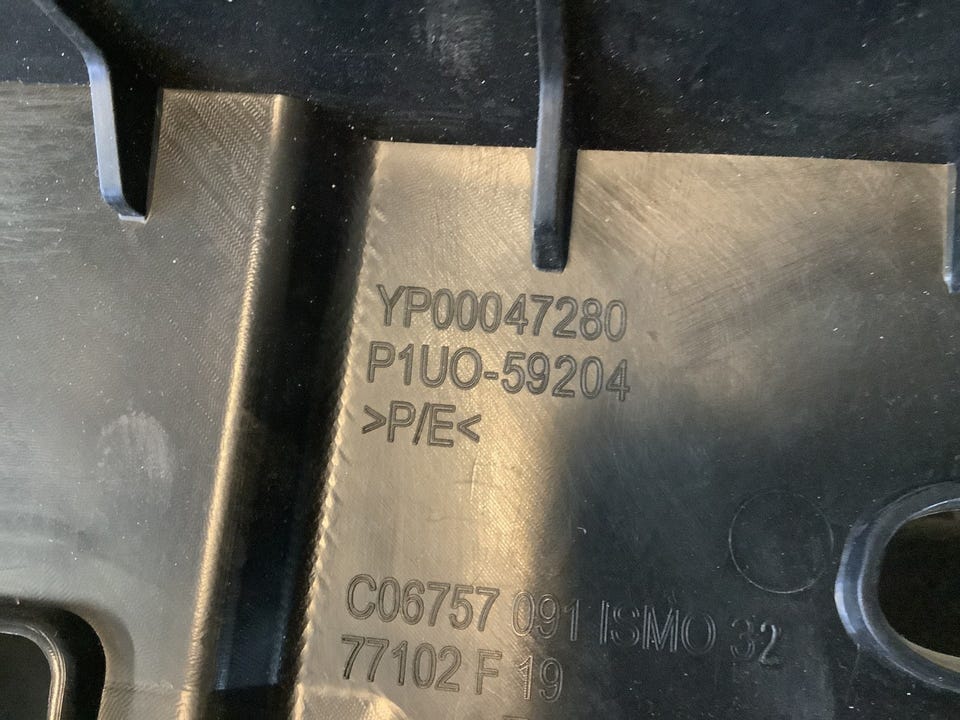 YP00047280
P1UO-59204
>P/E<
C06757 091 ISMO 32
77102 F 19